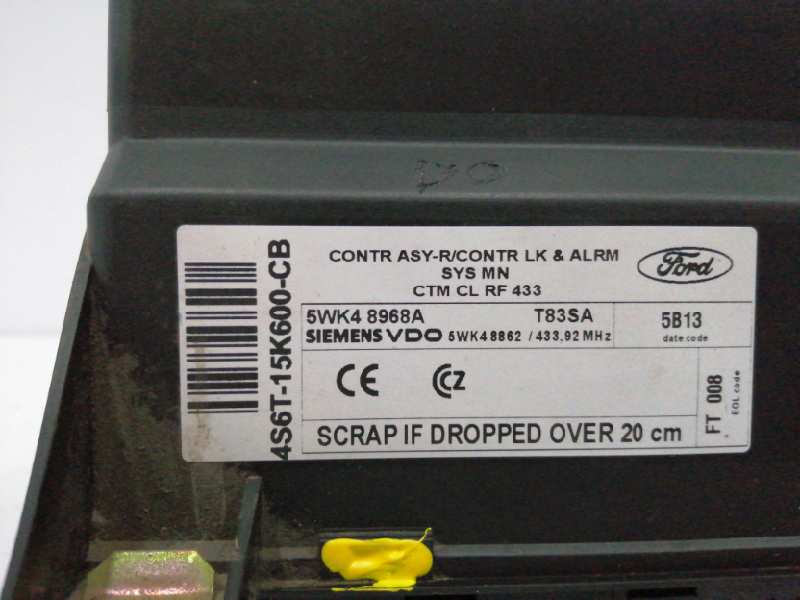 4S6T-15K600-CB
CONTR ASY-R/CONTR LK & ALRM
SYS MN
CTM CL RF 433
Ford
5WK4 8968A T83SA
SIEMENS VDO 5WK48862 / 433,92 MHz
5B13
date code
CE CZ
FT 008
EOL code
SCRAP IF DROPPED OVER 20 cm